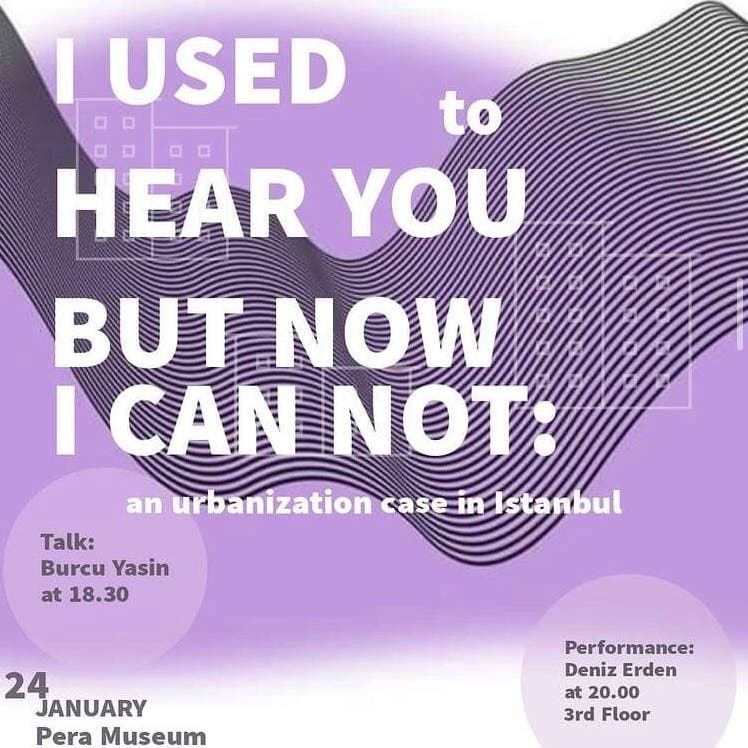 I USED
to
HEAR YOU
BUT NOW
I CAN NOT:
an urbanization case in Istanbul
Talk:
Burcu Yasin
at 18.30
Performance:
Deniz Erden
at 20.00
3rd Floor
24
JANUARY
Pera Museum